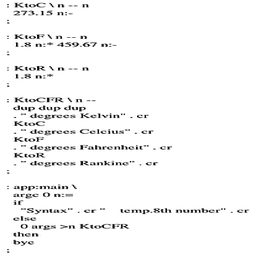 : KtoC \ n -- n
273.15 n:-
;
: KtoF \ n -- n
1.8 n:* 459.67 n:-
;
: KtoR \ n -- n
1.8 n:*
;
: KtoCFR \ n --
dup dup dup
. " degrees Kelvin" . cr
KtoC
. " degrees Celcius" . cr
KtoF
. " degrees Fahrenheit" . cr
KtoR
. " degrees Rankine" . cr
;
: app:main \
argc 0 n:=
if
"Syntax" . cr " temp.8th number" . cr
else
0 args >n KtoCFR
then
bye
;